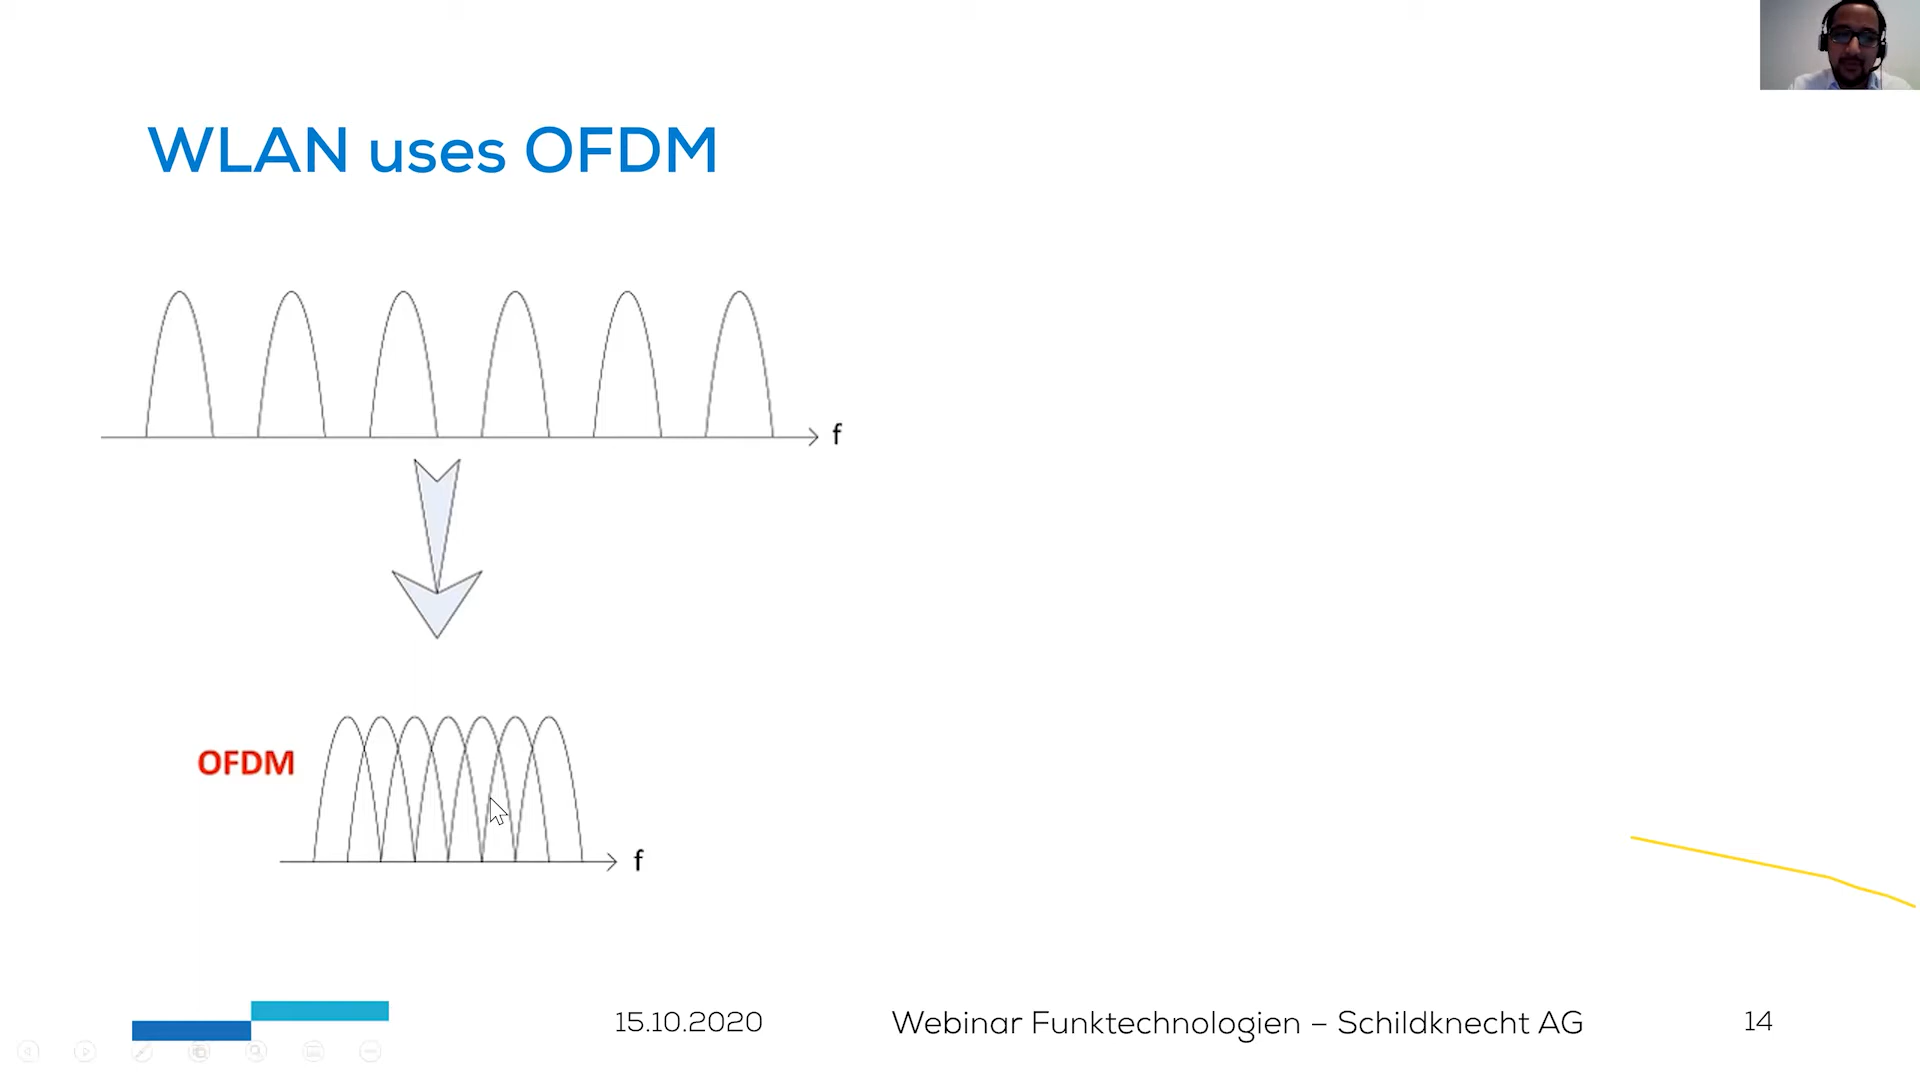 WLAN uses OFDM
f
OFDM
f
15.10.2020
Webinar Funktechnologien – Schildknecht AG
14